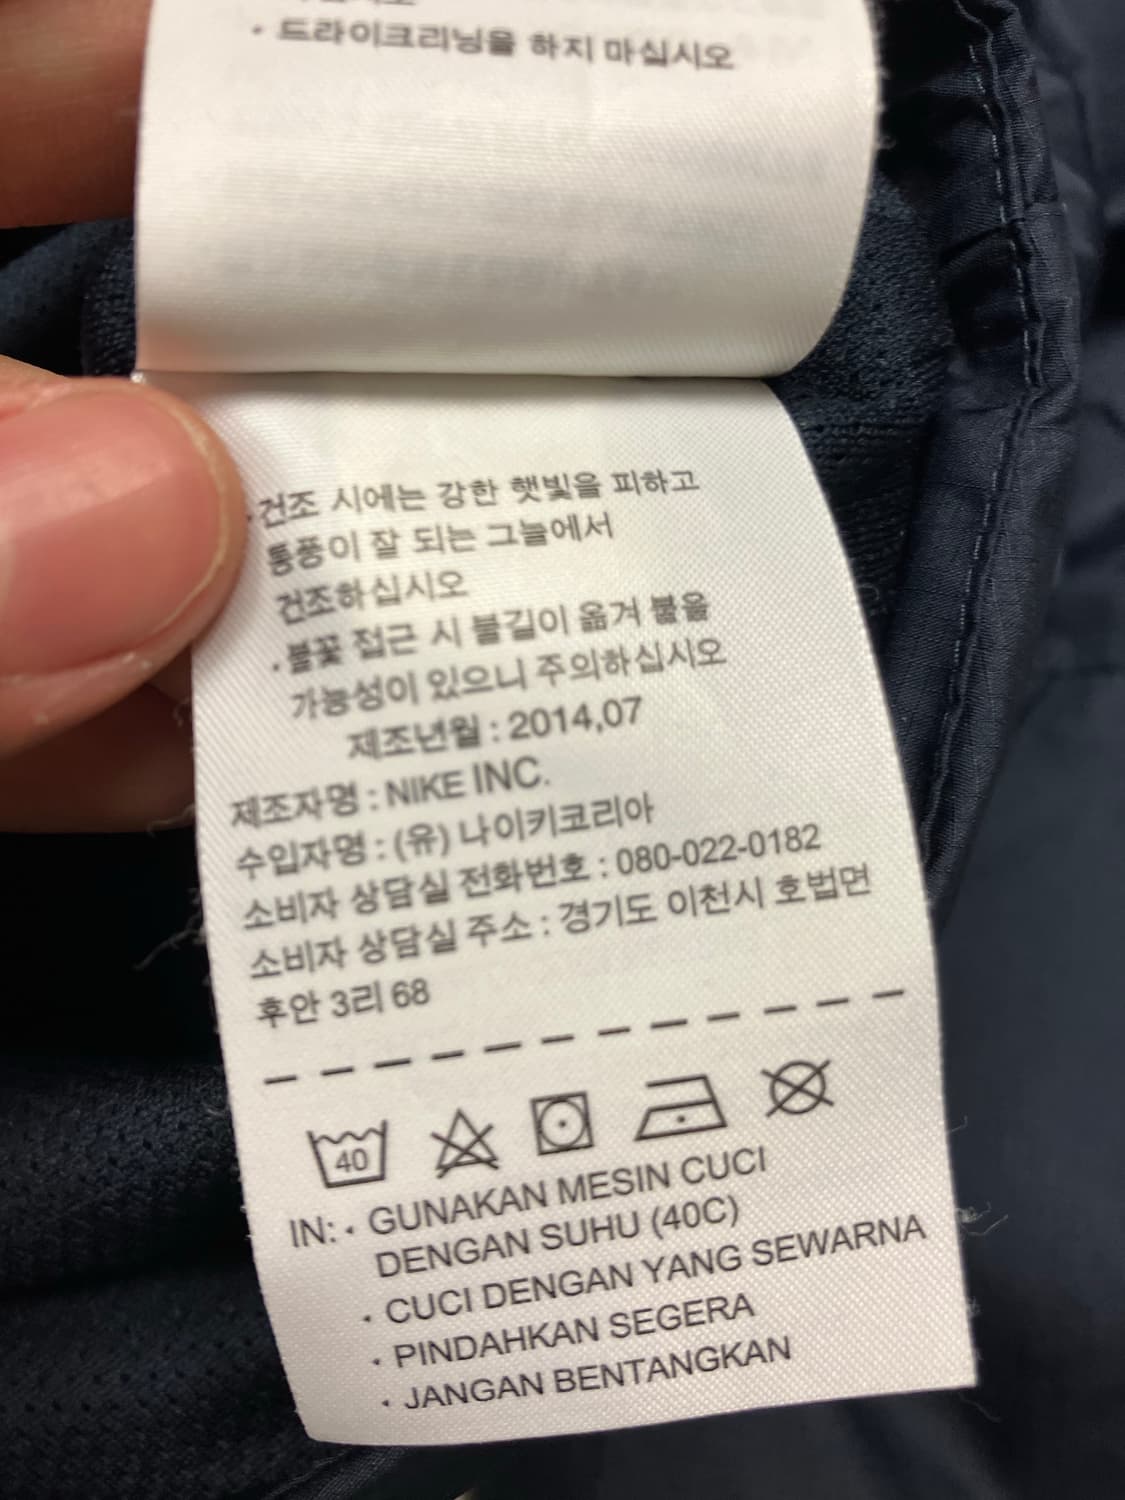 · 드라이크리닝을 하지 마십시오
· 건조 시에는 강한 햇빛을 피하고
통풍이 잘 되는 그늘에서
건조하십시오
· 불꽃 접근 시 불길이 옮겨 붙을
가능성이 있으니 주의하십시오
제조년월 : 2014,07
제조자명 : NIKE INC.
수입자명 : (유) 나이키코리아
소비자 상담실 전화번호 : 080-022-0182
소비자 상담실 주소 : 경기도 이천시 호법면
후안 3리 68
40
IN: · GUNAKAN MESIN CUCI
DENGAN SUHU (40C)
· CUCI DENGAN YANG SEWARNA
· PINDAHKAN SEGERA
· JANGAN BENTANGKAN